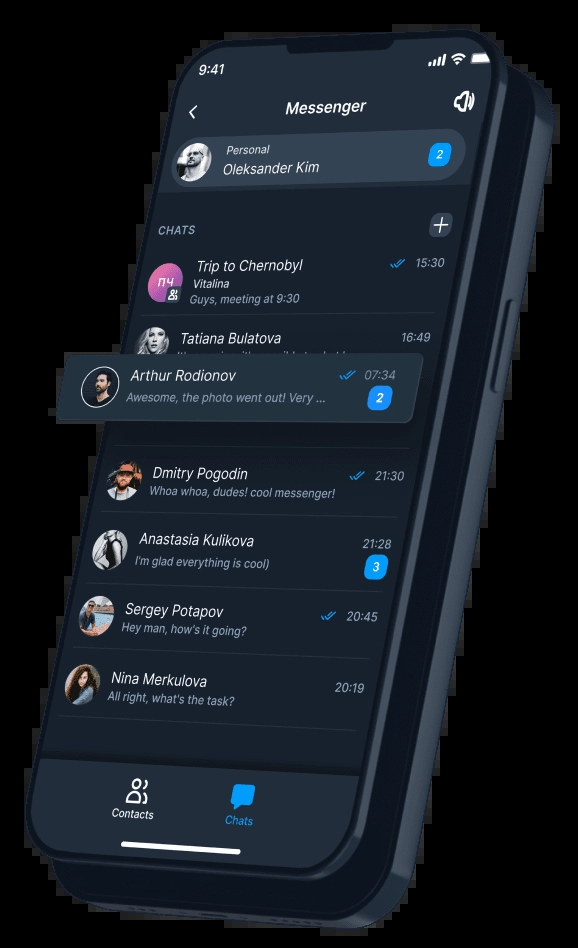 9:41
Messenger
Personal
2
Oleksander Kim
CHATS
Trip to Chernobyl
15:30
ПЧ
Vitalina
Guys, meeting at 9:30
Tatiana Bulatova
16:49
Arthur Rodionov
07:34
Awesome, the photo went out! Very ...
2
Dmitry Pogodin
21:30
Whoa whoa, dudes! cool messenger!
Anastasia Kulikova
21:28
I'm glad everything is cool)
3
Sergey Potapov
20:45
Hey man, how's it going?
Nina Merkulova
20:19
All right, what's the task?
Contacts
Chats